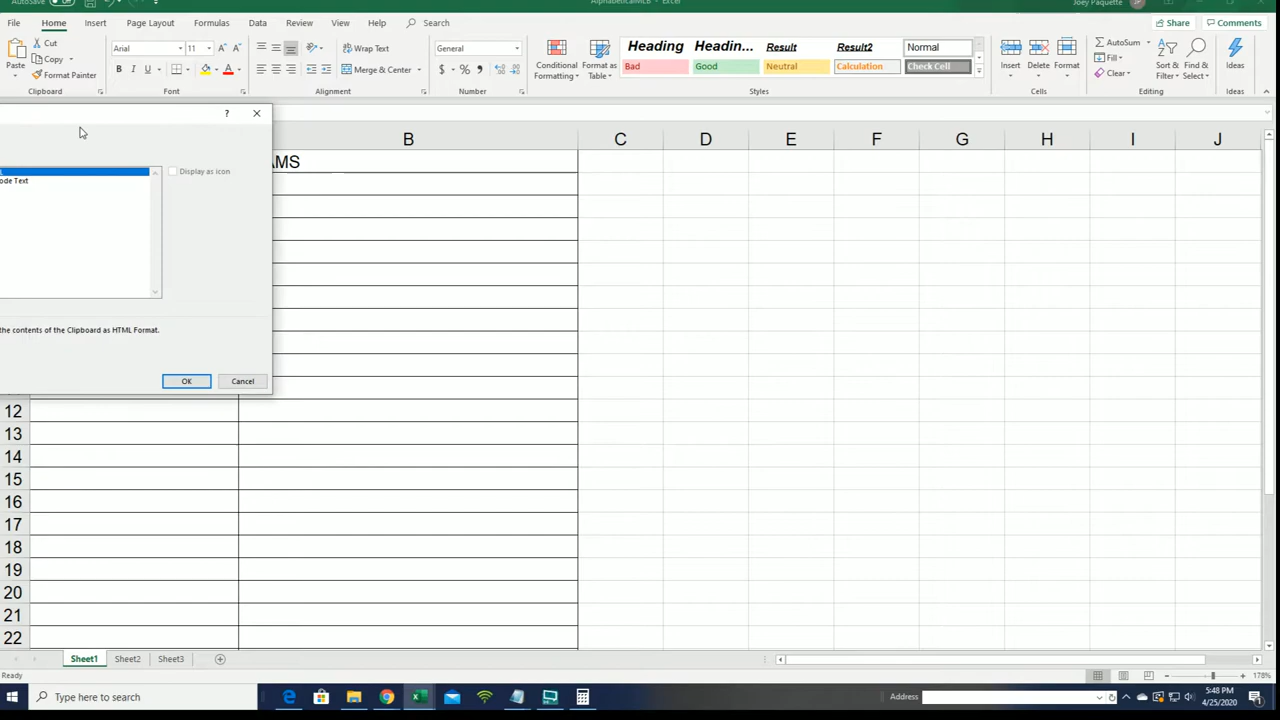 AutoSave Off AlphabeticalMLB - Excel Joey Paquette JP
File Home Insert Page Layout Formulas Data Review View Help Search Share Comments
Paste Cut Copy Format Painter
Arial 11 B I U
Wrap Text Merge & Center
General $ % ,
Conditional Formatting Format as Table
Heading Headin... Result Result2 Normal
Bad Good Neutral Calculation Check Cell
Insert Delete Format
AutoSum Fill Clear Sort & Filter Find & Select Ideas
Clipboard Font Alignment Number Styles Cells Editing Ideas
?
B C D E F G H I J
AMS
Display as icon
ode Text
the contents of the Clipboard as HTML Format.
OK Cancel
12
13
14
15
16
17
18
19
20
21
22
Sheet1 Sheet2 Sheet3
Ready 178%
Type here to search Address 5:48 PM
4/25/2020